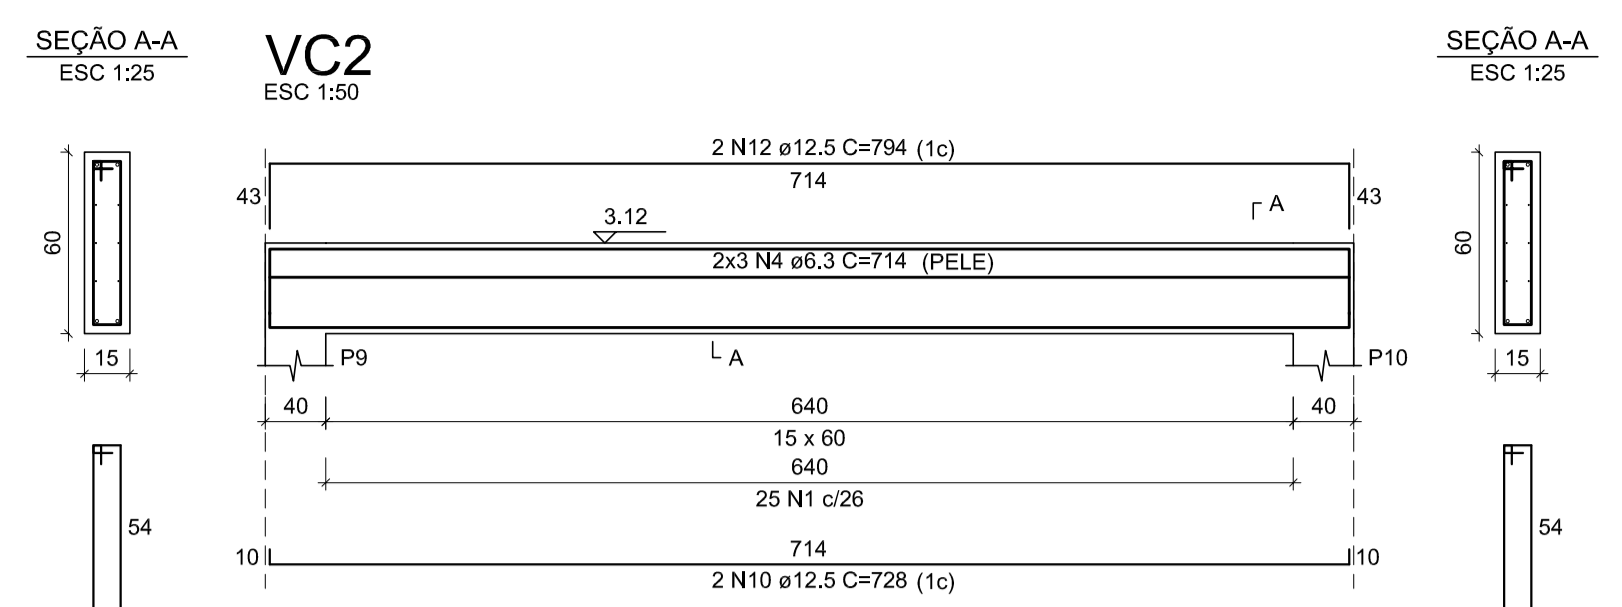 SEÇÃO A-A
ESC 1:25
VC2
ESC 1:50
SEÇÃO A-A
ESC 1:25
2 N12 ø12.5 C=794 (1c)
714
43
43
A
3.12
60
60
2x3 N4 ø6.3 C=714 (PELE)
15
P9
A
P10
15
40
640
40
15 x 60
640
25 N1 c/26
54
54
10
714
10
2 N10 ø12.5 C=728 (1c)